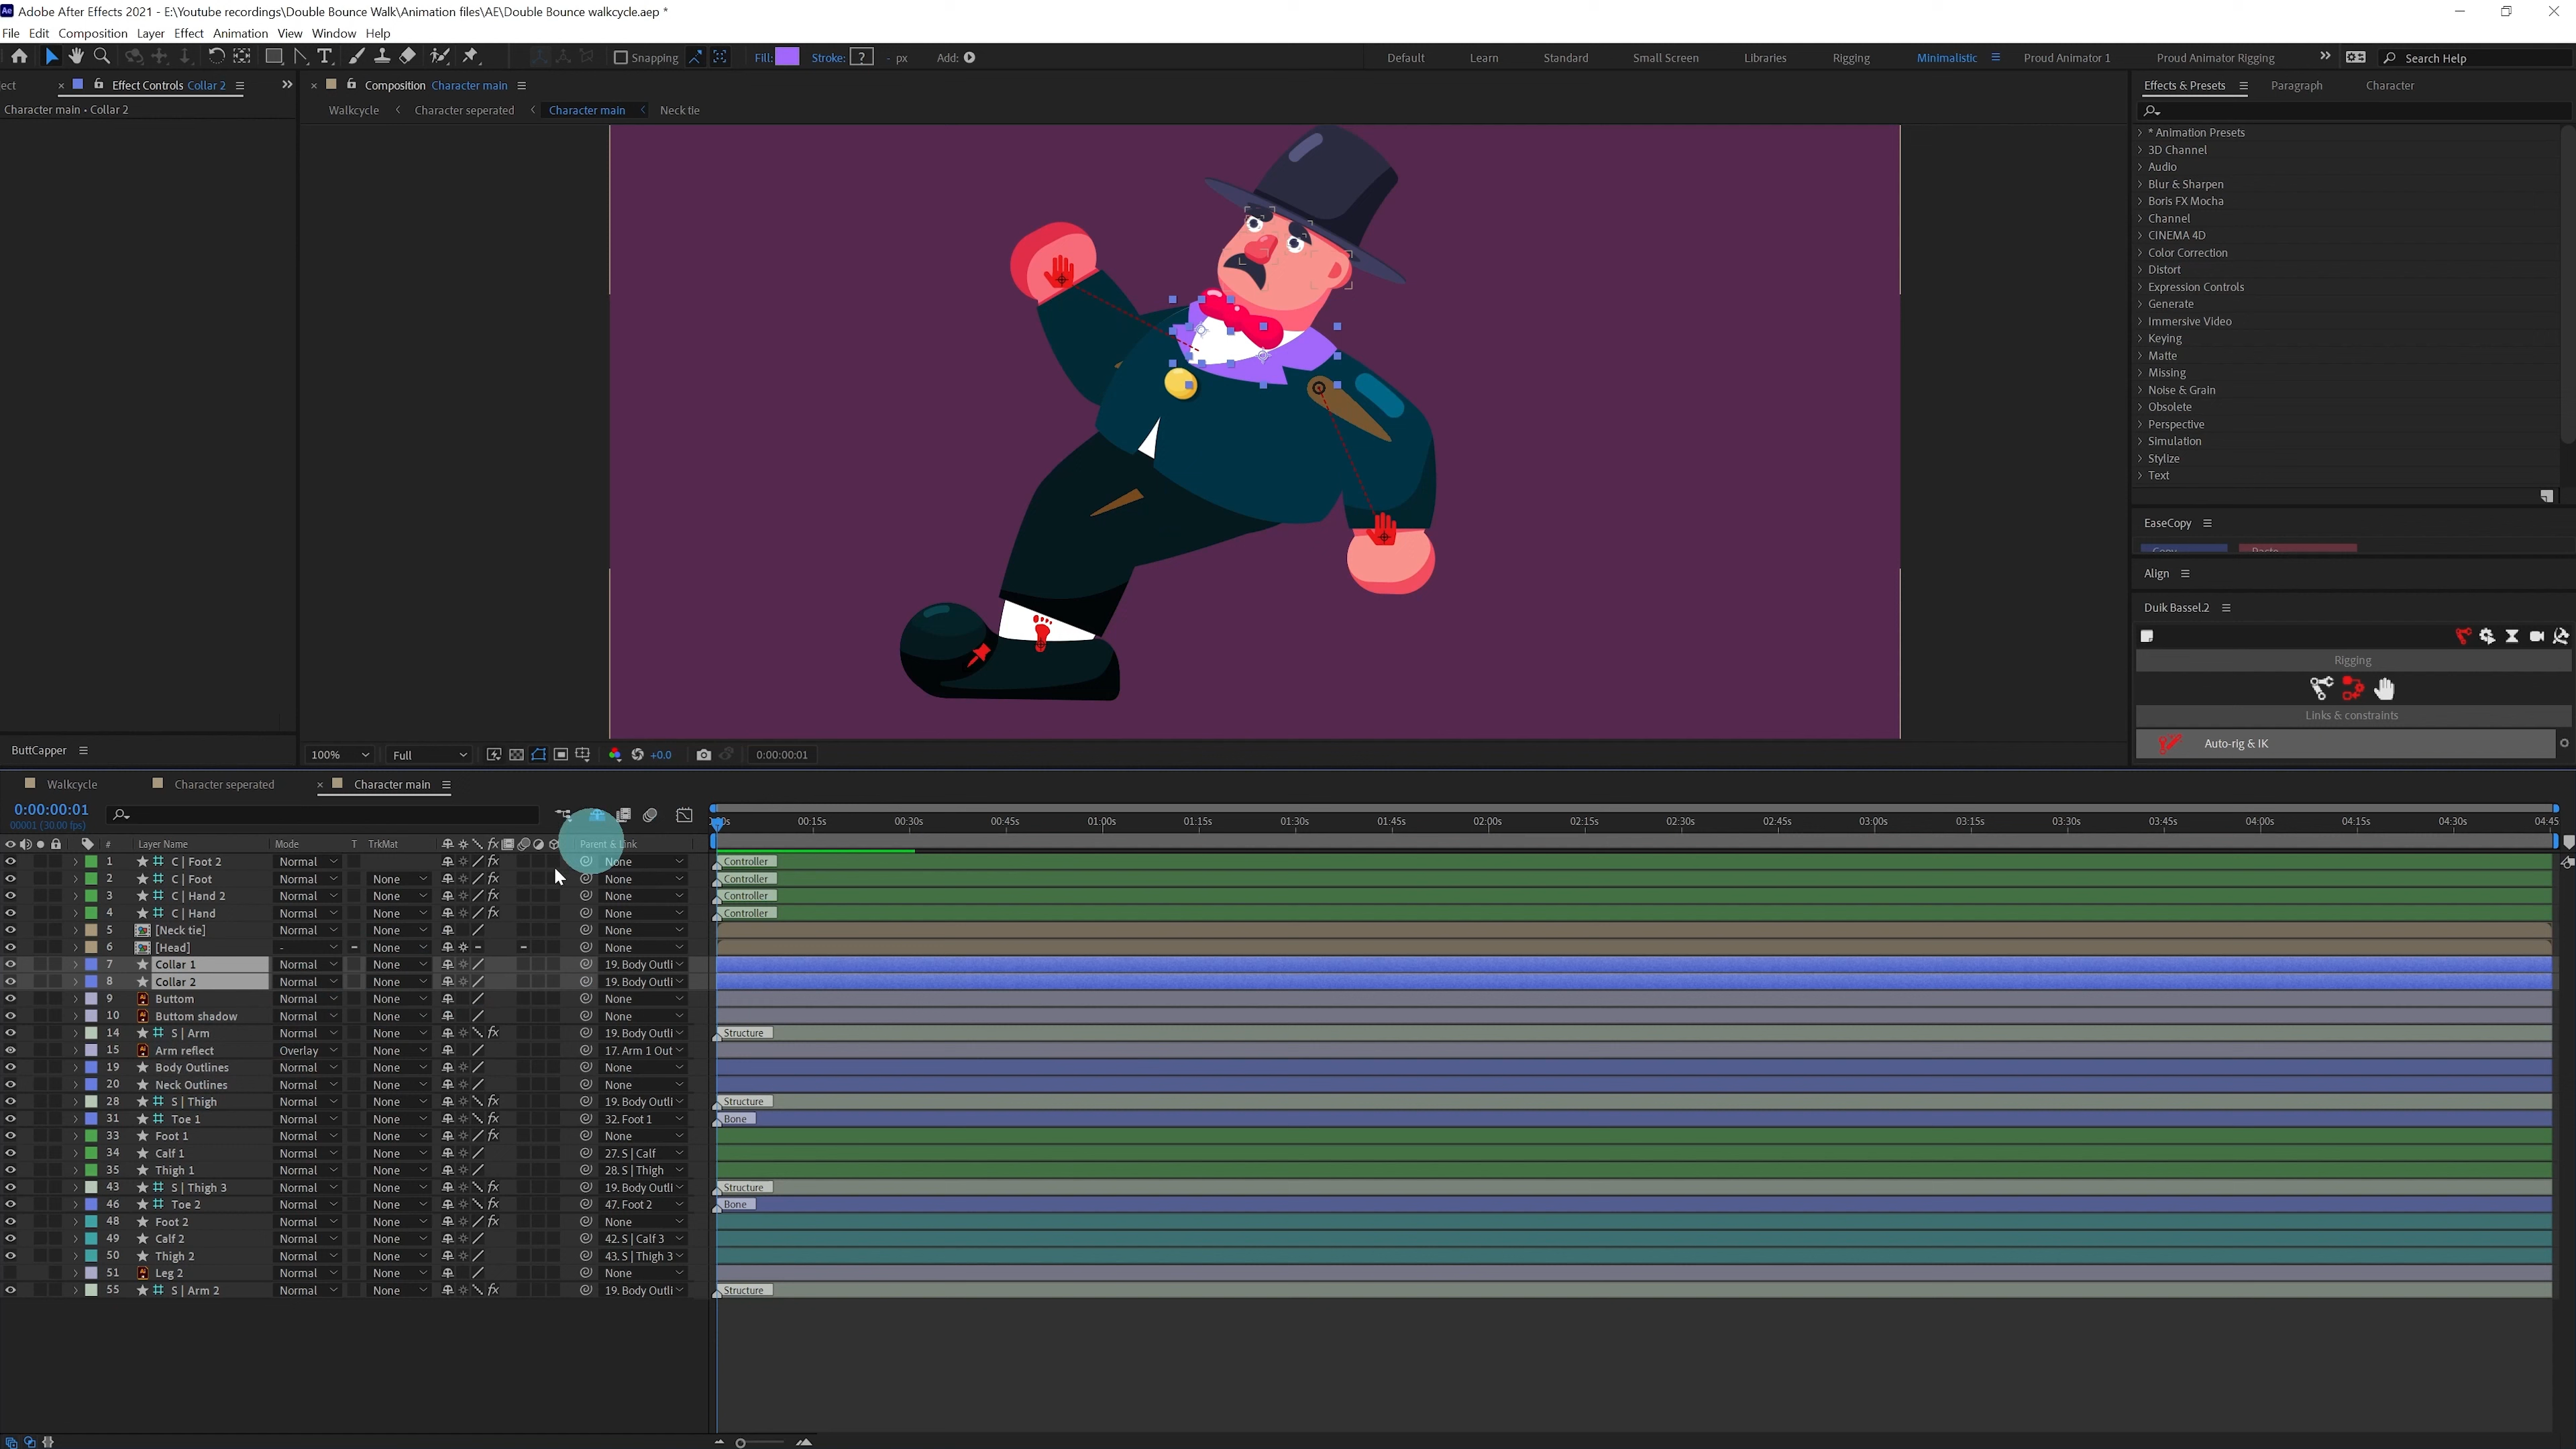 Ae Adobe After Effects 2021 - E:\Youtube recordings\Double Bounce Walk\Animation files\AE\Double Bounce walkcycle.aep *
File Edit Composition Layer Effect Animation View Window Help
Snapping Fill: Stroke: ? - px Add: Default Learn Standard Small Screen Libraries Rigging Minimalistic Proud Animator 1 Proud Animator Rigging Search Help
ect Effect Controls Collar 2 Composition Character main Effects & Presets Paragraph Character
Character main • Collar 2 Walkcycle Character seperated Character main Neck tie
* Animation Presets
3D Channel
Audio
Blur & Sharpen
Boris FX Mocha
Channel
CINEMA 4D
Color Correction
Distort
Expression Controls
Generate
Immersive Video
Keying
Matte
Missing
Noise & Grain
Obsolete
Perspective
Simulation
Stylize
Text
EaseCopy
Copy Paste
Align
Duik Bassel.2
Rigging
Links & constraints
Auto-rig & IK
ButtCapper
100% Full +0.0 0:00:00:01
Walkcycle Character seperated Character main
0:00:00:01
00001 (30.00 fps)
00:15s 00:30s 00:45s 01:00s 01:15s 01:30s 01:45s 02:00s 02:15s 02:30s 02:45s 03:00s 03:15s 03:30s 03:45s 04:00s 04:15s 04:30s 04:45
# Layer Name Mode T TrkMat Parent & Link
1 C | Foot 2 Normal None Controller
2 C | Foot Normal None None Controller
3 C | Hand 2 Normal None None Controller
4 C | Hand Normal None None Controller
5 [Neck tie] Normal None None
6 [Head] - None None
7 Collar 1 Normal None 19. Body Outli
8 Collar 2 Normal None 19. Body Outli
9 Buttom Normal None None
10 Buttom shadow Normal None None
14 S | Arm Normal None 19. Body Outli Structure
15 Arm reflect Overlay None 17. Arm 1 Out
19 Body Outlines Normal None None
20 Neck Outlines Normal None None
28 S | Thigh Normal None 19. Body Outli Structure
31 Toe 1 Normal None 32. Foot 1 Bone
33 Foot 1 Normal None None
34 Calf 1 Normal None 27. S | Calf
35 Thigh 1 Normal None 28. S | Thigh
43 S | Thigh 3 Normal None 19. Body Outli Structure
46 Toe 2 Normal None 47. Foot 2 Bone
48 Foot 2 Normal None None
49 Calf 2 Normal None 42. S | Calf 3
50 Thigh 2 Normal None 43. S | Thigh 3
51 Leg 2 Normal None None
55 S | Arm 2 Normal None 19. Body Outli Structure